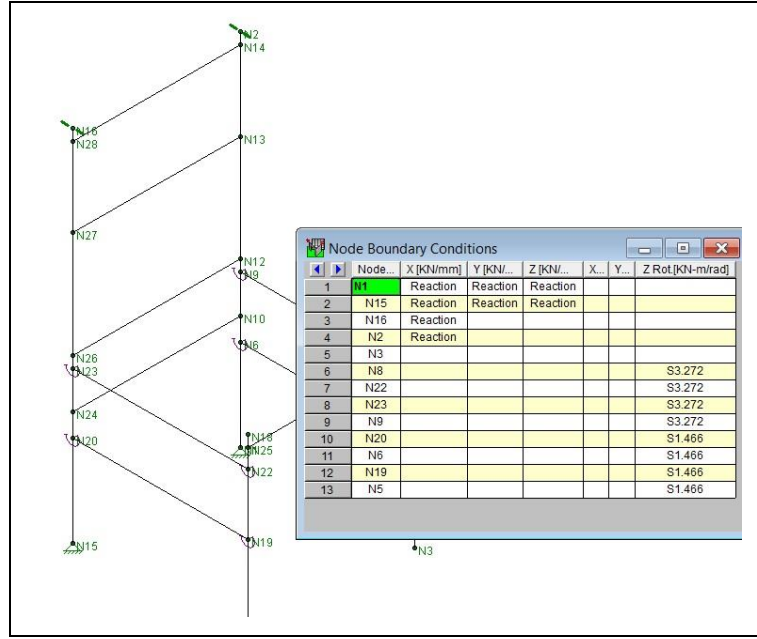 N2
N14
N16
N28
N13
N27
N12
N9
N10
N6
N26
N23
N24
N20
N18
N25
N22
N15
N19
N3
Node Boundary Conditions
Node... X [KN/mm] Y [KN/... Z [KN/... X... Y... Z Rot.[KN-m/rad]
1 N1 Reaction Reaction Reaction
2 N15 Reaction Reaction Reaction
3 N16 Reaction
4 N2 Reaction
5 N3
6 N8 S3.272
7 N22 S3.272
8 N23 S3.272
9 N9 S3.272
10 N20 S1.466
11 N6 S1.466
12 N19 S1.466
13 N5 S1.466